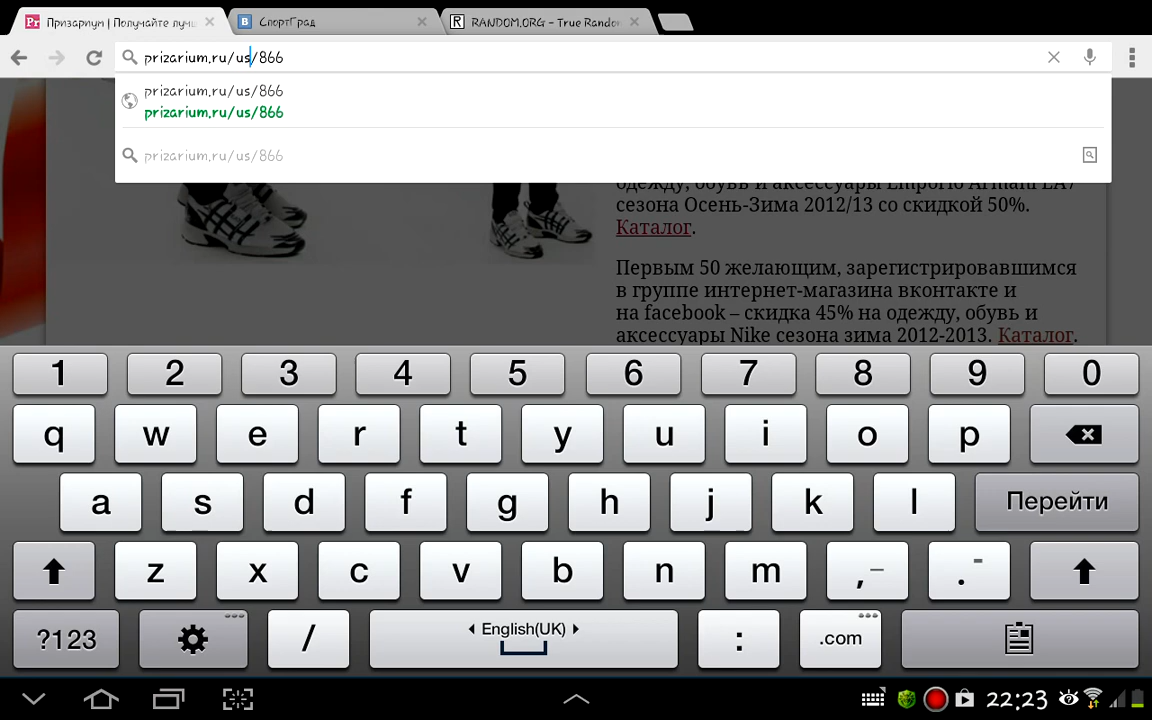 Призариум | Получайте лучш
СпортГрад
RANDOM.ORG - True Random
prizarium.ru/us/866
prizarium.ru/us/866
prizarium.ru/us/866
prizarium.ru/us/866
одежду, обувь и аксессуары Emporio Armani EA7
сезона Осень-Зима 2012/13 со скидкой 50%.
Каталог.
Первым 50 желающим, зарегистрировавшимся
в группе интернет-магазина вконтакте и
на facebook – скидка 45% на одежду, обувь и
аксессуары Nike сезона зима 2012-2013. Каталог.
1 2 3 4 5 6 7 8 9 0
q w e r t y u i o p
a s d f g h j k l Перейти
z x c v b n m , _ . -
?123 / English(UK) : .com
22:23